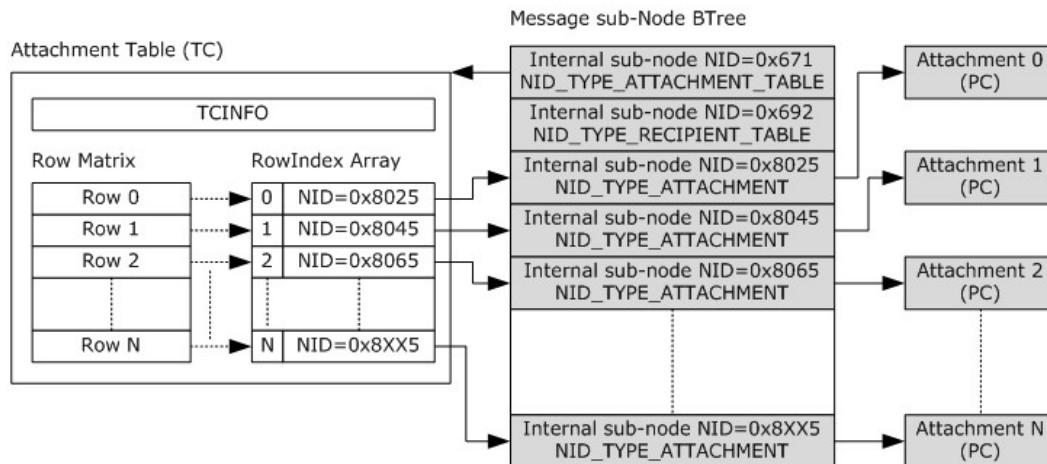 Message sub-Node BTree
Attachment Table (TC)
TCINFO
Row Matrix
RowIndex Array
Row 0
0
NID=0x8025
Row 1
1
NID=0x8045
Row 2
2
NID=0x8065
Row N
N
NID=0x8XX5
Internal sub-node NID=0x671
NID_TYPE_ATTACHMENT_TABLE
Internal sub-node NID=0x692
NID_TYPE_RECIPIENT_TABLE
Internal sub-node NID=0x8025
NID_TYPE_ATTACHMENT
Internal sub-node NID=0x8045
NID_TYPE_ATTACHMENT
Internal sub-node NID=0x8065
NID_TYPE_ATTACHMENT
Internal sub-node NID=0x8XX5
NID_TYPE_ATTACHMENT
Attachment 0
(PC)
Attachment 1
(PC)
Attachment 2
(PC)
Attachment N
(PC)